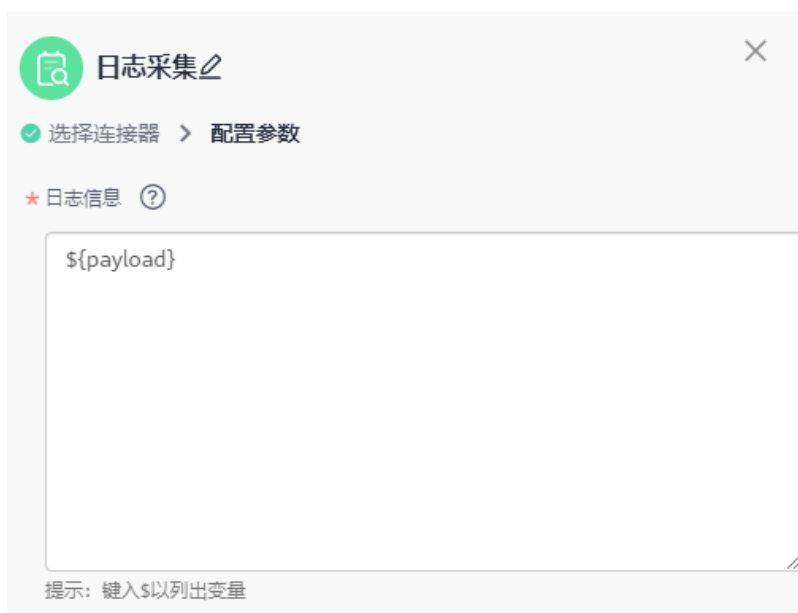 日志采集
选择连接器 > 配置参数
* 日志信息 ?
${payload}
提示：键入$以列出变量